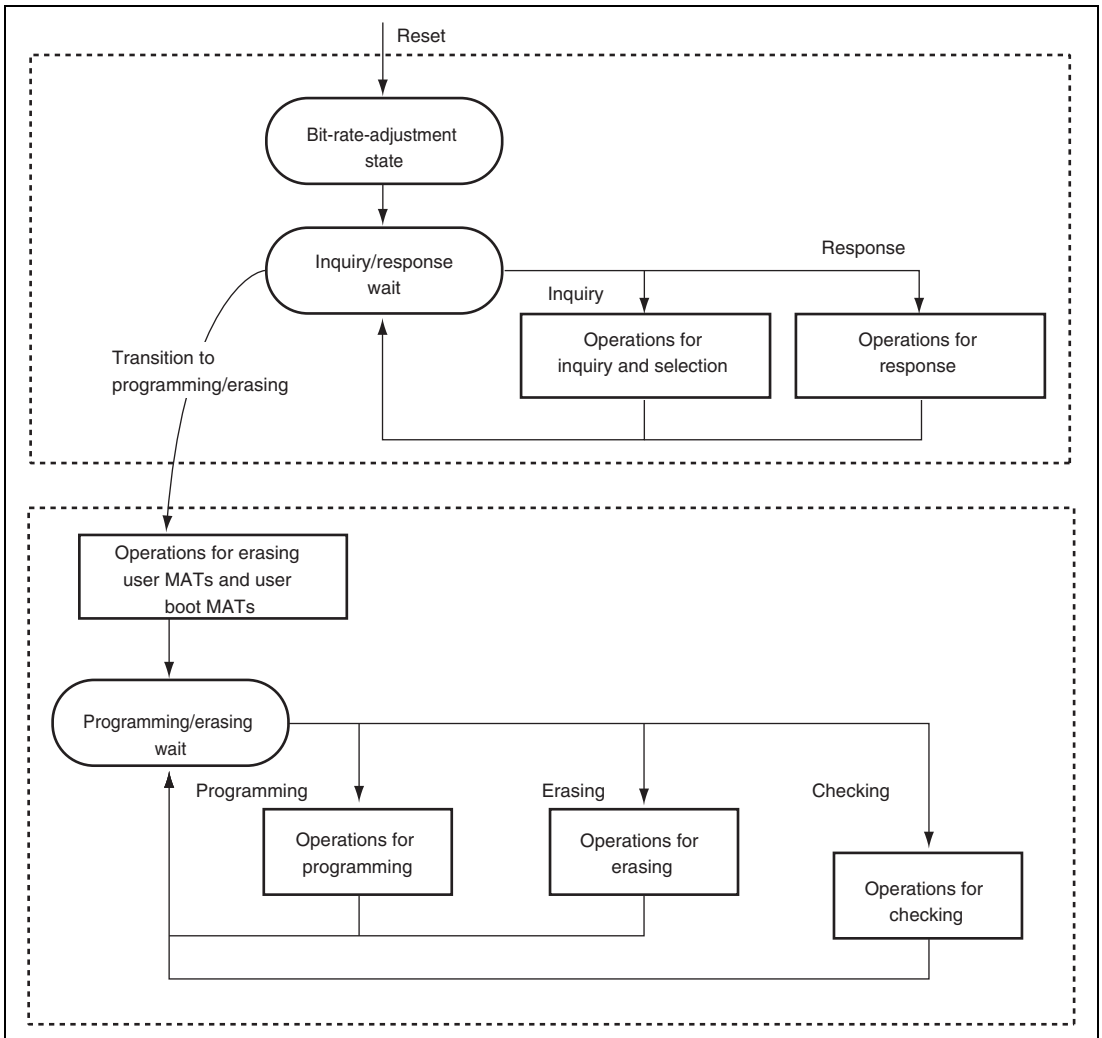 Reset
Bit-rate-adjustment
state
Inquiry/response
wait
Response
Inquiry
Operations for
inquiry and selection
Operations for
response
Transition to
programming/erasing
Operations for erasing
user MATs and user
boot MATs
Programming/erasing
wait
Programming
Erasing
Checking
Operations for
programming
Operations for
erasing
Operations for
checking